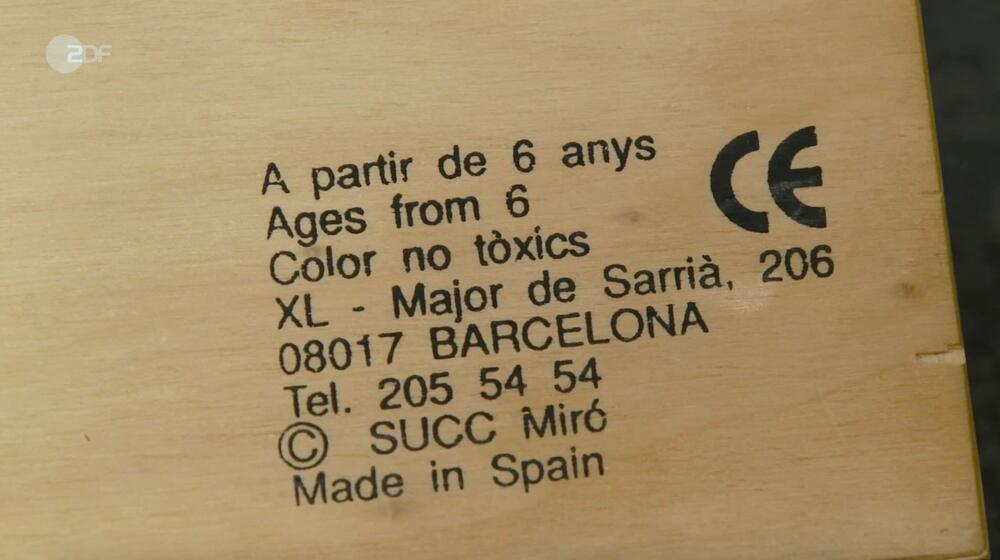 ZDF
A partir de 6 anys
Ages from 6
Color no tòxics
XL - Major de Sarrià, 206
08017 BARCELONA
Tel. 205 54 54
© SUCC Miró
Made in Spain
CE